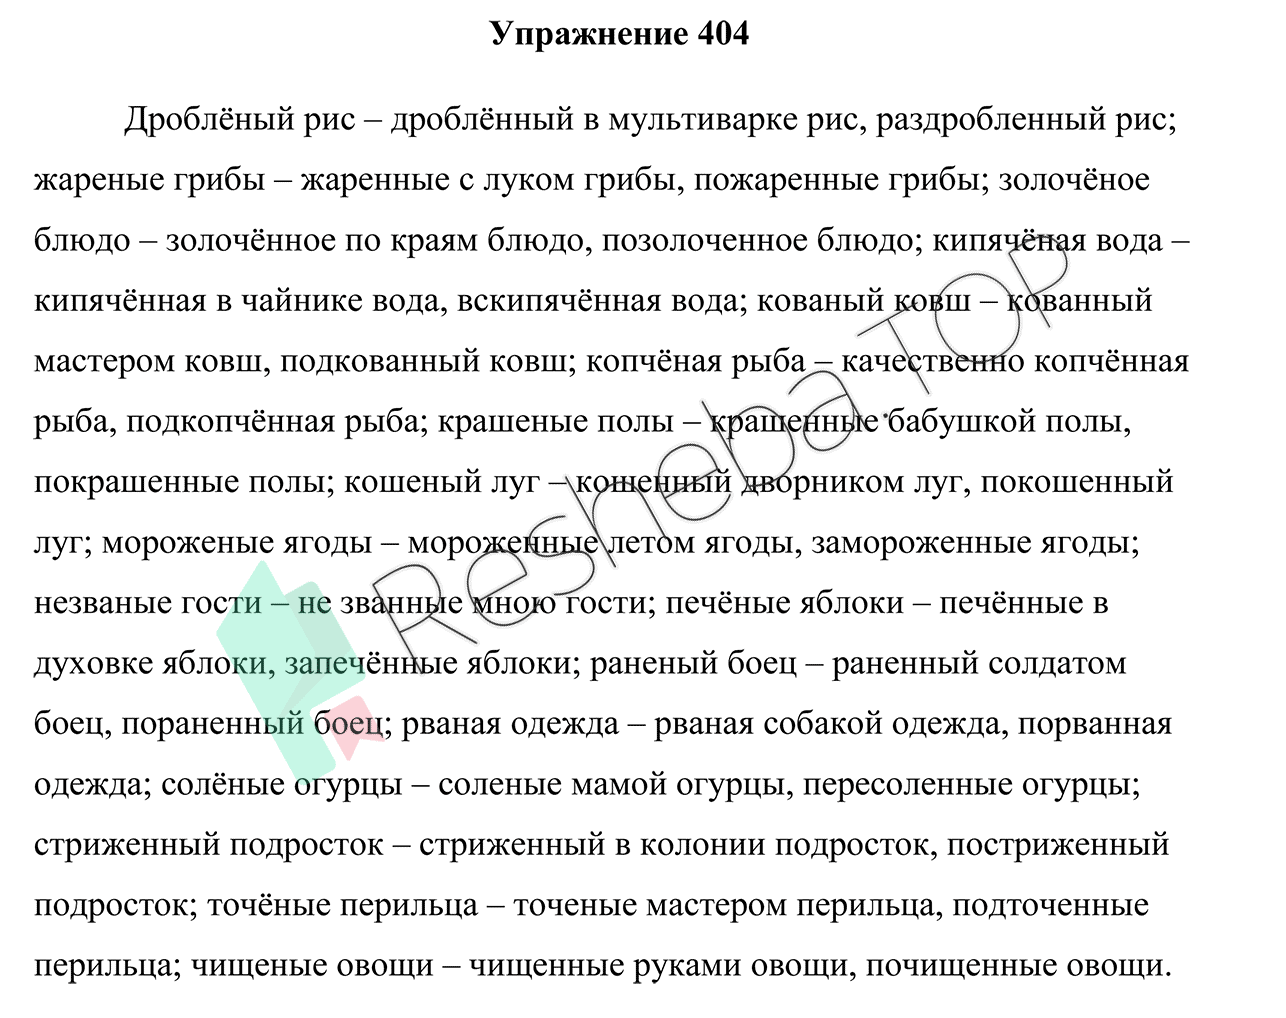 Упражнение 404
Дроблёный рис – дроблённый в мультиварке рис, раздробленный рис;
жареные грибы – жаренные с луком грибы, пожаренные грибы; золочёное
блюдо – золочённое по краям блюдо, позолоченное блюдо; кипячёная вода –
кипячённая в чайнике вода, вскипячённая вода; кованый ковш – кованный
мастером ковш, подкованный ковш; копчёная рыба – качественно копчённая
рыба, подкопчённая рыба; крашеные полы – крашенные бабушкой полы,
покрашенные полы; кошеный луг – кошенный дворником луг, покошенный
луг; мороженые ягоды – мороженные летом ягоды, замороженные ягоды;
незваные гости – не званные мною гости; печёные яблоки – печённые в
духовке яблоки, запечённые яблоки; раненый боец – раненный солдатом
боец, пораненный боец; рваная одежда – рваная собакой одежда, порванная
одежда; солёные огурцы – соленые мамой огурцы, пересоленные огурцы;
стриженный подросток – стриженный в колонии подросток, постриженный
подросток; точёные перильца – точеные мастером перильца, подточенные
перильца; чищеные овощи – чищенные руками овощи, почищенные овощи.
Resheba.TOP